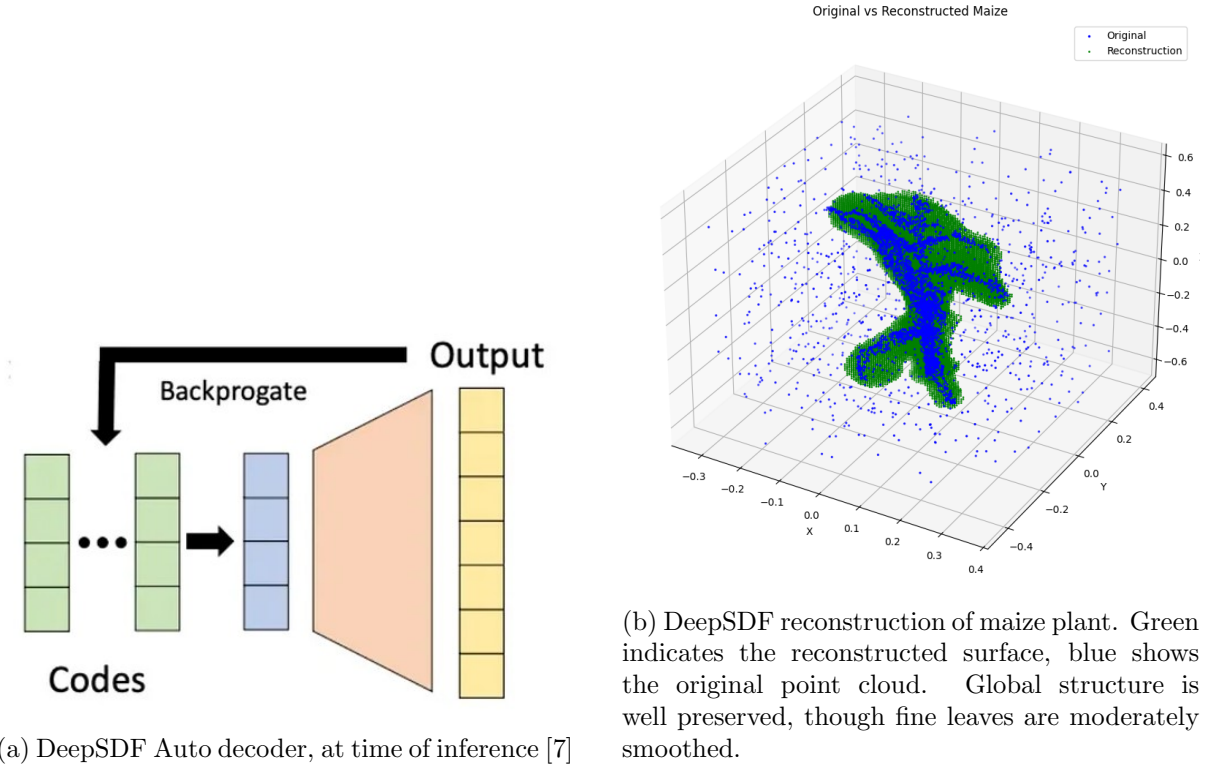 Original vs Reconstructed Maize
Original
Reconstruction
0.6
0.4
0.2
0.0
−0.2
−0.4
−0.6
0.4
0.2
0.0
Y
−0.2
−0.4
−0.3
−0.2
−0.1
0.0
X
0.1
0.2
0.3
0.4
Output
Backprogate
Codes
(a) DeepSDF Auto decoder, at time of inference [7]
(b) DeepSDF reconstruction of maize plant. Green
indicates the reconstructed surface, blue shows
the original point cloud. Global structure is
well preserved, though fine leaves are moderately
smoothed.